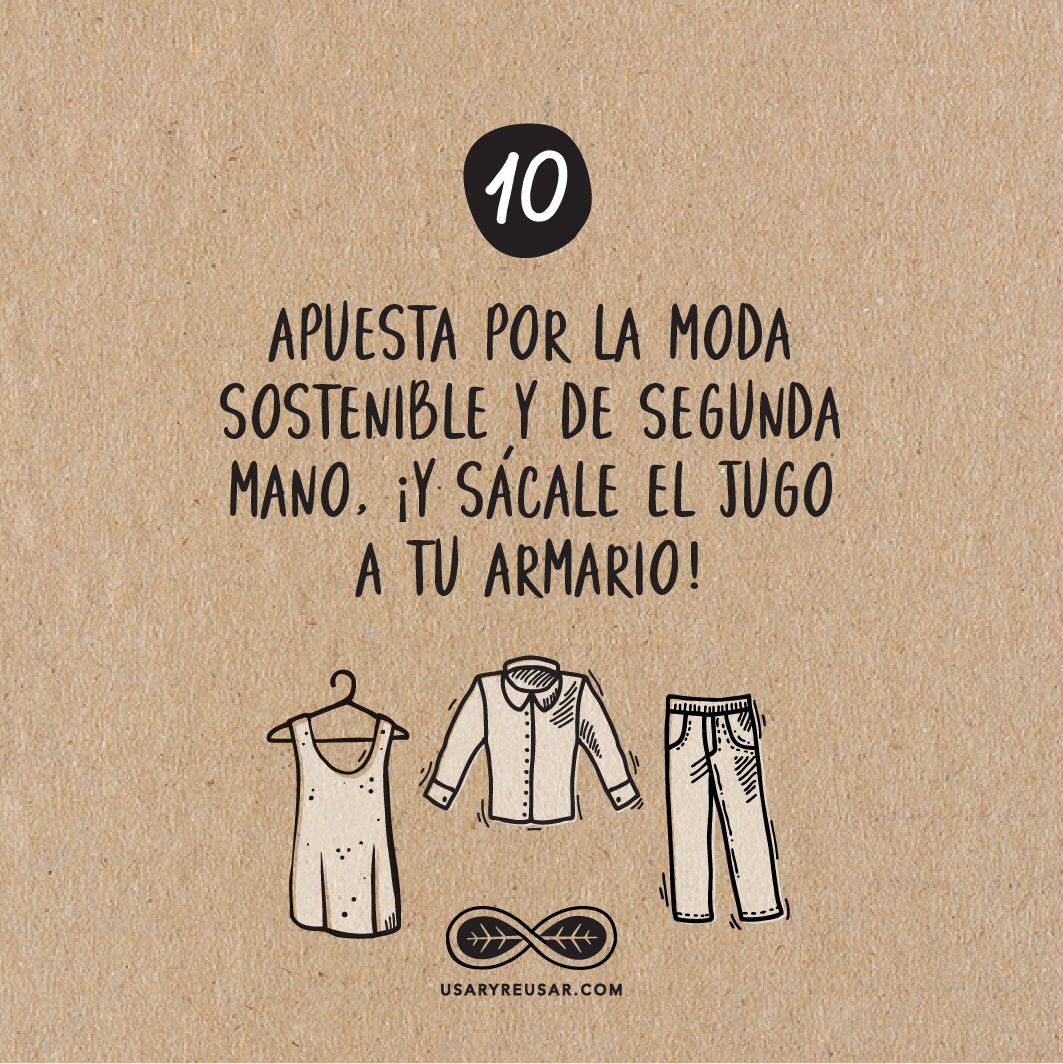 10
APUESTA POR LA MODA
SOSTENIBLE Y DE SEGUNDA
MANO, ¡Y SÁCALE EL JUGO
A TU ARMARIO!
USARYREUSAR.COM